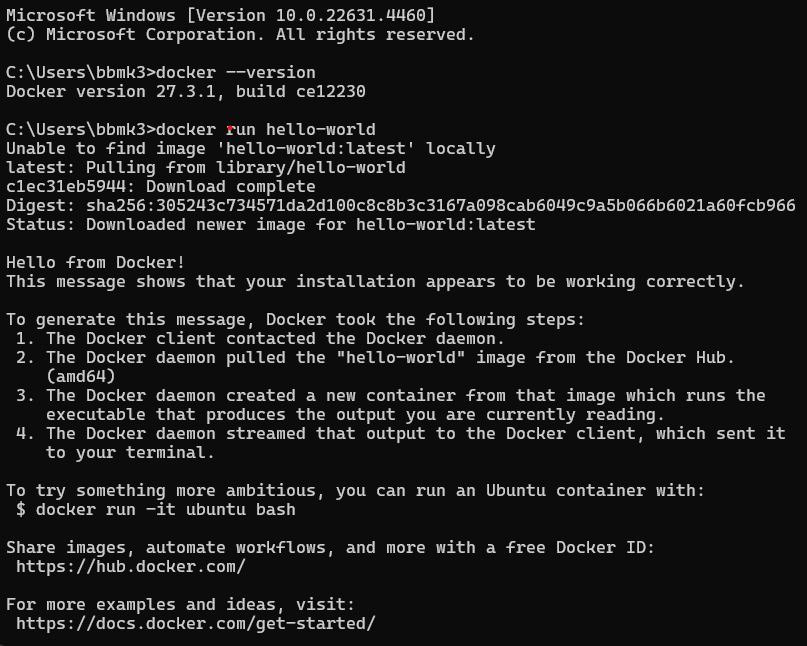 Microsoft Windows [Version 10.0.22631.4460]
(c) Microsoft Corporation. All rights reserved.
C:\Users\bbmk3>docker --version
Docker version 27.3.1, build ce12230
C:\Users\bbmk3>docker run hello-world
Unable to find image 'hello-world:latest' locally
latest: Pulling from library/hello-world
c1ec31eb5944: Download complete
Digest: sha256:305243c734571da2d100c8c8b3c3167a098cab6049c9a5b066b6021a60fcb966
Status: Downloaded newer image for hello-world:latest
Hello from Docker!
This message shows that your installation appears to be working correctly.
To generate this message, Docker took the following steps:
1. The Docker client contacted the Docker daemon.
2. The Docker daemon pulled the "hello-world" image from the Docker Hub.
(amd64)
3. The Docker daemon created a new container from that image which runs the
executable that produces the output you are currently reading.
4. The Docker daemon streamed that output to the Docker client, which sent it
to your terminal.
To try something more ambitious, you can run an Ubuntu container with:
$ docker run -it ubuntu bash
Share images, automate workflows, and more with a free Docker ID:
https://hub.docker.com/
For more examples and ideas, visit:
https://docs.docker.com/get-started/